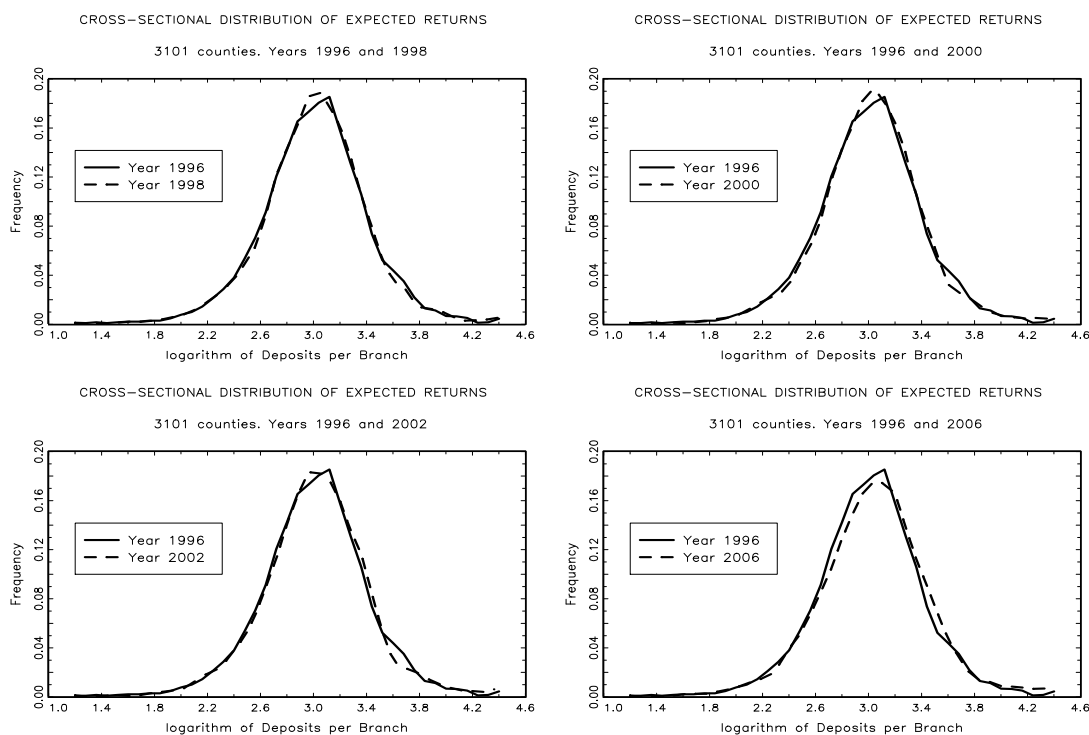 CROSS-SECTIONAL DISTRIBUTION OF EXPECTED RETURNS
3101 counties. Years 1996 and 1998
Frequency
0.20
0.16
0.12
0.08
0.04
0.00
Year 1996
Year 1998
1.0 1.4 1.8 2.2 2.6 3.0 3.4 3.8 4.2 4.6
logarithm of Deposits per Branch
CROSS-SECTIONAL DISTRIBUTION OF EXPECTED RETURNS
3101 counties. Years 1996 and 2000
Frequency
0.20
0.16
0.12
0.08
0.04
0.00
Year 1996
Year 2000
1.0 1.4 1.8 2.2 2.6 3.0 3.4 3.8 4.2 4.6
logarithm of Deposits per Branch
CROSS-SECTIONAL DISTRIBUTION OF EXPECTED RETURNS
3101 counties. Years 1996 and 2002
Frequency
0.20
0.16
0.12
0.08
0.04
0.00
Year 1996
Year 2002
1.0 1.4 1.8 2.2 2.6 3.0 3.4 3.8 4.2 4.6
logarithm of Deposits per Branch
CROSS-SECTIONAL DISTRIBUTION OF EXPECTED RETURNS
3101 counties. Years 1996 and 2006
Frequency
0.20
0.16
0.12
0.08
0.04
0.00
Year 1996
Year 2006
1.0 1.4 1.8 2.2 2.6 3.0 3.4 3.8 4.2 4.6
logarithm of Deposits per Branch